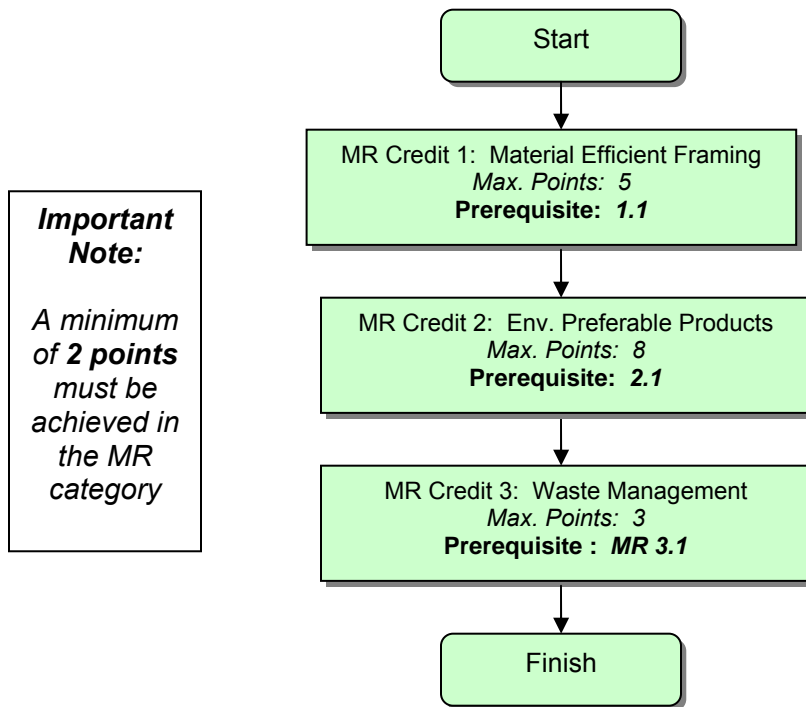 Start
MR Credit 1: Material Efficient Framing
Max. Points: 5
Prerequisite: 1.1
Important
Note:
A minimum
of 2 points
must be
achieved in
the MR
category
MR Credit 2: Env. Preferable Products
Max. Points: 8
Prerequisite: 2.1
MR Credit 3: Waste Management
Max. Points: 3
Prerequisite : MR 3.1
Finish